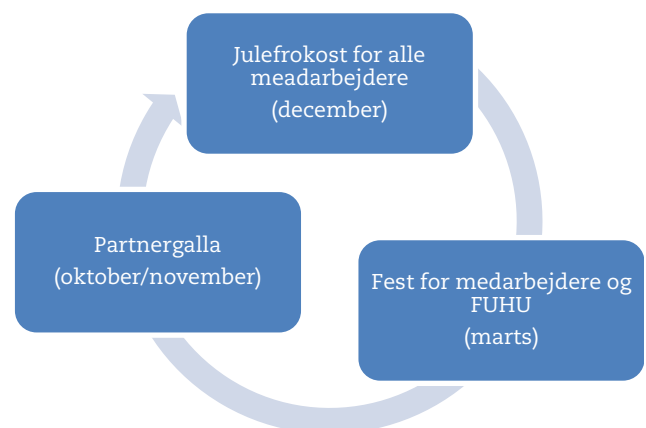 Julefrokost for alle
meadarbejdere
(december)
Fest for medarbejdere og
FUHU
(marts)
Partnergalla
(oktober/november)